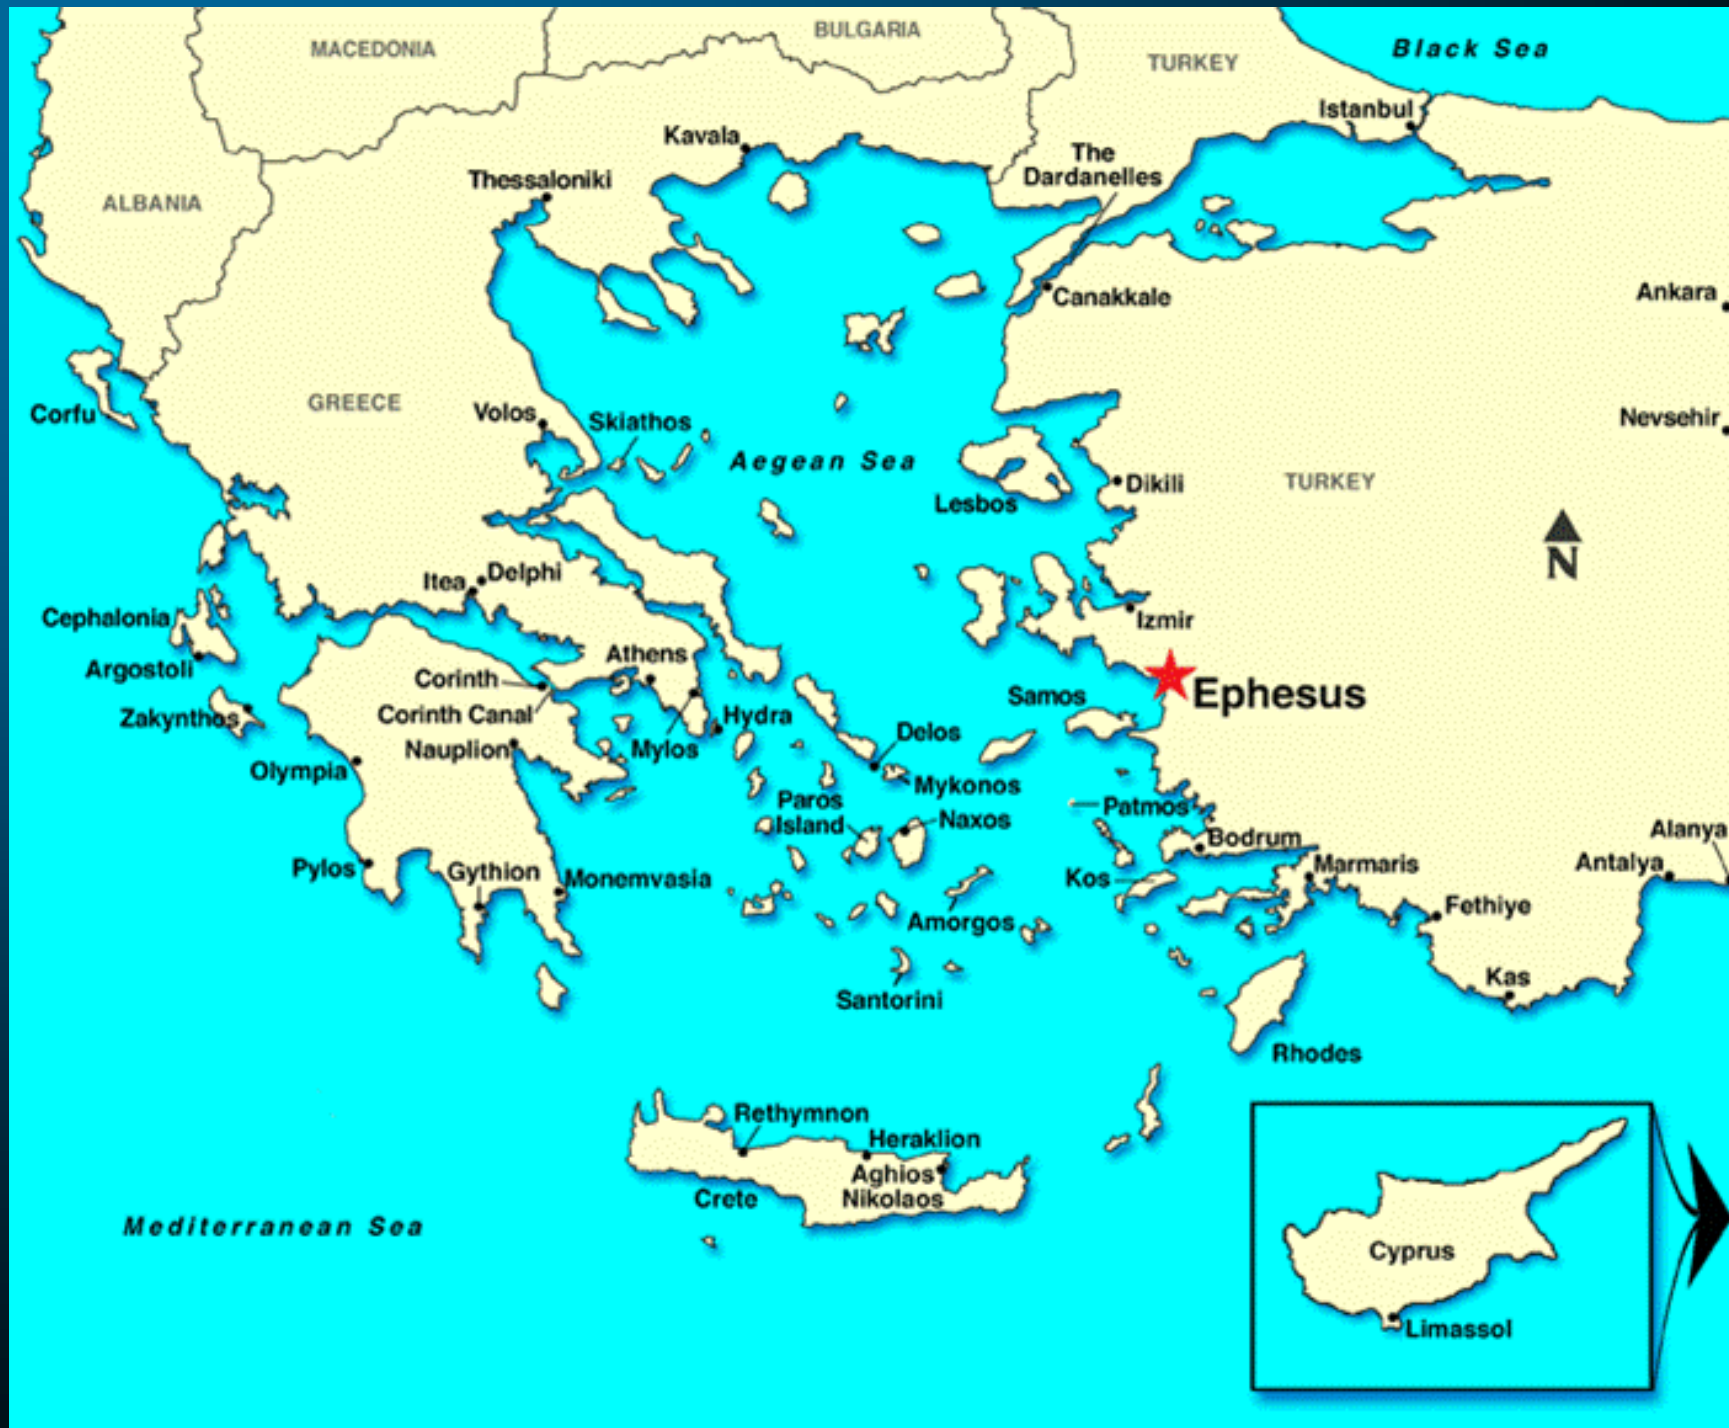 BULGARIA
MACEDONIA
Black Sea
TURKEY
Istanbul
Kavala
The
Dardanelles
Thessaloniki
ALBANIA
Ankara
Canakkale
GREECE
Corfu
Volos
Skiathos
Nevsehir
Aegean Sea
TURKEY
Dikili
Lesbos
N
Delphi
Itea
Cephalonia
Izmir
Athens
Argostoli
Corinth
Ephesus
Samos
Corinth Canal
Hydra
Zakynthos
Delos
Nauplion
Mylos
Olympia
Mykonos
Paros
Island
Patmos
Naxos
Alanya
Bodrum
Antalya
Marmaris
Pylos
Gythion
Monemvasia
Kos
Fethiye
Amorgos
Kas
Santorini
Rhodes
Rethymnon
Heraklion
Aghios
Nikolaos
Crete
Mediterranean Sea
Cyprus
Limassol